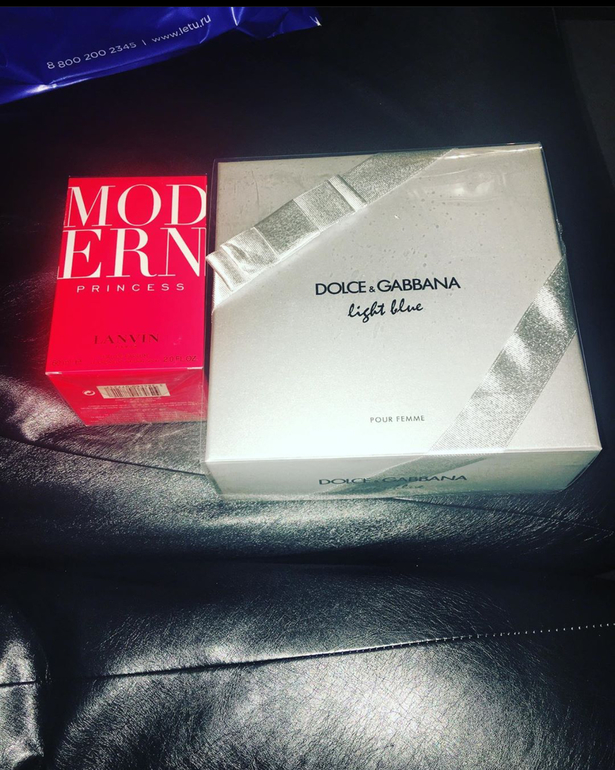 8 800 200 2345 | www.letu.ru
MOD
ERN
PRINCESS
LANVIN
DOLCE & GABBANA
light blue
POUR FEMME
DOLCE & GABBANA